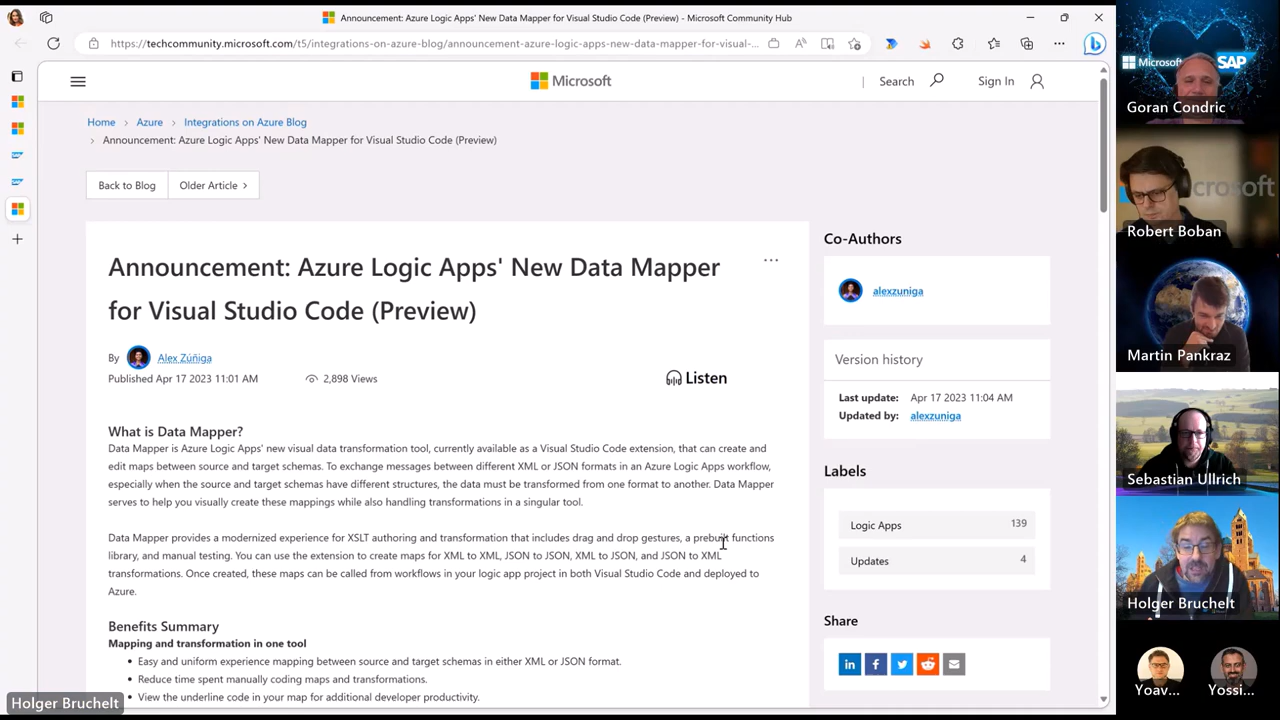 Announcement: Azure Logic Apps' New Data Mapper for Visual Studio Code (Preview) - Microsoft Community Hub
https://techcommunity.microsoft.com/t5/integrations-on-azure-blog/announcement-azure-logic-apps-new-data-mapper-for-visual-...
Microsoft
Search
Sign In
Home > Azure > Integrations on Azure Blog
> Announcement: Azure Logic Apps' New Data Mapper for Visual Studio Code (Preview)
Back to Blog
Older Article >
Announcement: Azure Logic Apps' New Data Mapper
for Visual Studio Code (Preview)
By Alex Zúñiga
Published Apr 17 2023 11:01 AM
2,898 Views
Listen
What is Data Mapper?
Data Mapper is Azure Logic Apps' new visual data transformation tool, currently available as a Visual Studio Code extension, that can create and
edit maps between source and target schemas. To exchange messages between different XML or JSON formats in an Azure Logic Apps workflow,
especially when the source and target schemas have different structures, the data must be transformed from one format to another. Data Mapper
serves to help you visually create these mappings while also handling transformations in a singular tool.
Data Mapper provides a modernized experience for XSLT authoring and transformation that includes drag and drop gestures, a prebuilt functions
library, and manual testing. You can use the extension to create maps for XML to XML, JSON to JSON, XML to JSON, and JSON to XML
transformations. Once created, these maps can be called from workflows in your logic app project in both Visual Studio Code and deployed to
Azure.
Benefits Summary
Mapping and transformation in one tool
• Easy and uniform experience mapping between source and target schemas in either XML or JSON format.
• Reduce time spent manually coding maps and transformations.
• View the underline code in your map for additional developer productivity.
Co-Authors
alexzuniga
Version history
Last update: Apr 17 2023 11:04 AM
Updated by: alexzuniga
Labels
Logic Apps 139
Updates 4
Share
Holger Bruchelt
Microsoft
SAP
Goran Condric
Robert Boban
Martin Pankraz
Sebastian Ullrich
Holger Bruchelt
Yoav...
Yossi...